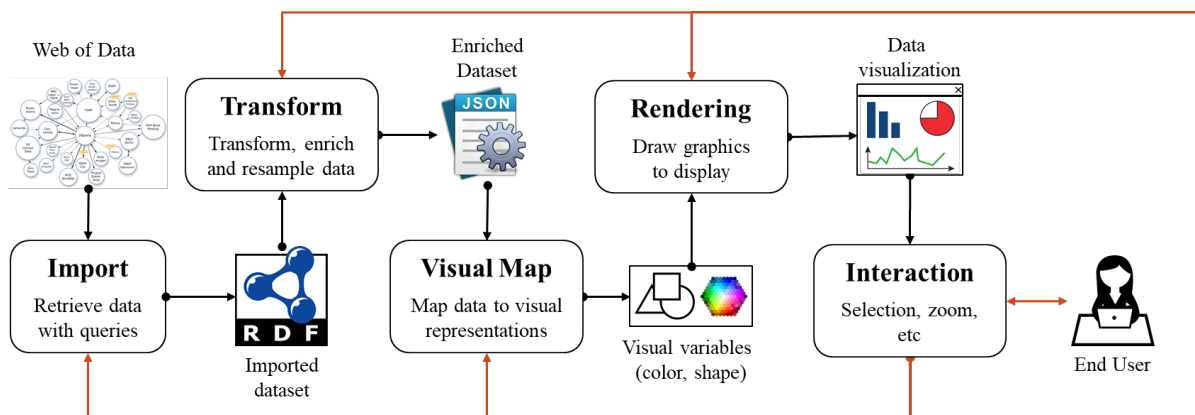 Web of Data
Transform
Transform, enrich
and resample data
Enriched
Dataset
JSON
Rendering
Draw graphics
to display
Data
visualization
Import
Retrieve data
with queries
RDF
Imported
dataset
Visual Map
Map data to visual
representations
Visual variables
(color, shape)
Interaction
Selection, zoom,
etc
End User